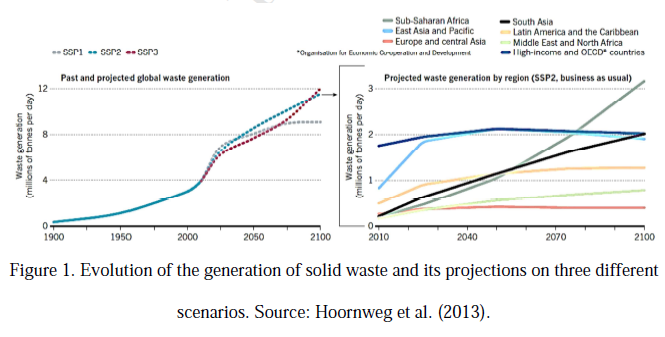 SSP1 SSP2 SSP3
Sub-Saharan Africa
East Asia and Pacific
Europe and central Asia
South Asia
Latin America and the Caribbean
Middle East and North Africa
High-income and OECD* countries
*Organisation for Economic Co-operation and Development
Past and projected global waste generation
Waste generation
(millions of tonnes per day)
12
8
4
0
1900
1950
2000
2050
2100
Projected waste generation by region (SSP2, business as usual)
Waste generation
(millions of tonnes per day)
3
2
1
0
2010
2040
2070
2100
Figure 1. Evolution of the generation of solid waste and its projections on three different
scenarios. Source: Hoornweg et al. (2013).